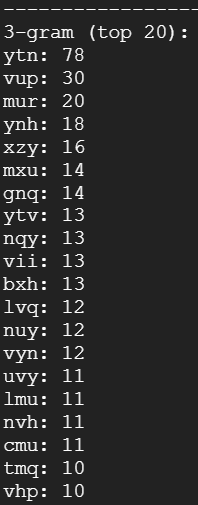 --------------------
3-gram (top 20):
ytn: 78
vup: 30
mur: 20
ynh: 18
xzy: 16
mxu: 14
gnq: 14
ytv: 13
nqy: 13
vii: 13
bxh: 13
lvq: 12
nuy: 12
vyn: 12
uvy: 11
lmu: 11
nvh: 11
cmu: 11
tmq: 10
vhp: 10